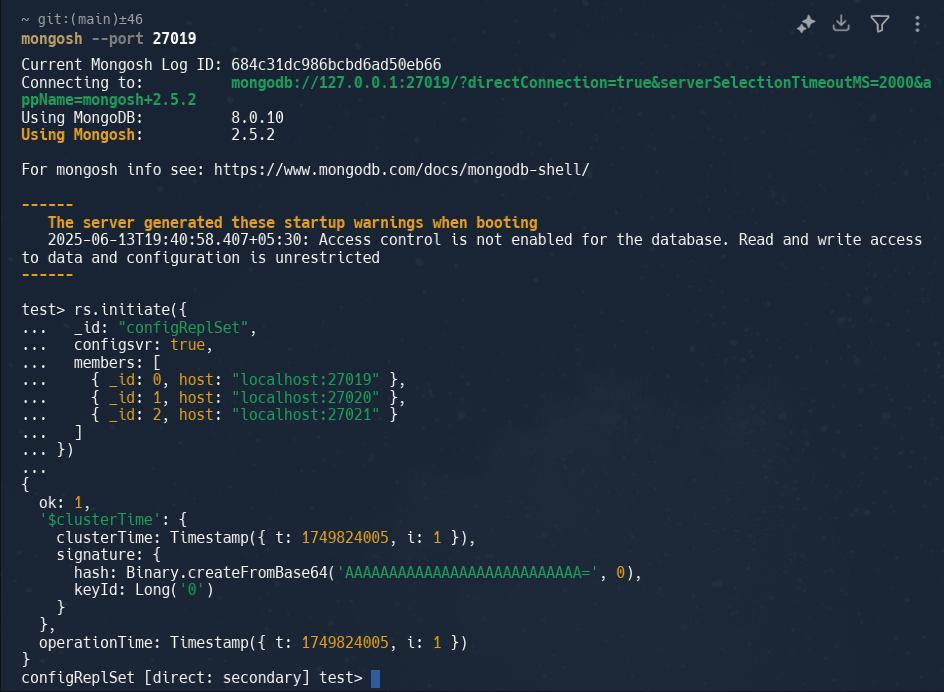 ~ git:(main)±46
mongosh --port 27019
Current Mongosh Log ID: 684c31dc986bcbd6ad50eb66
Connecting to:          mongodb://127.0.0.1:27019/?directConnection=true&serverSelectionTimeoutMS=2000&a
ppName=mongosh+2.5.2
Using MongoDB:          8.0.10
Using Mongosh:          2.5.2
For mongosh info see: https://www.mongodb.com/docs/mongodb-shell/
------
   The server generated these startup warnings when booting
   2025-06-13T19:40:58.407+05:30: Access control is not enabled for the database. Read and write access
to data and configuration is unrestricted
------
test> rs.initiate({
...   _id: "configReplSet",
...   configsvr: true,
...   members: [
...     { _id: 0, host: "localhost:27019" },
...     { _id: 1, host: "localhost:27020" },
...     { _id: 2, host: "localhost:27021" }
...   ]
... })
...
{
  ok: 1,
  '$clusterTime': {
    clusterTime: Timestamp({ t: 1749824005, i: 1 }),
    signature: {
      hash: Binary.createFromBase64('AAAAAAAAAAAAAAAAAAAAAAAAAAA=', 0),
      keyId: Long('0')
    }
  },
  operationTime: Timestamp({ t: 1749824005, i: 1 })
}
configReplSet [direct: secondary] test>